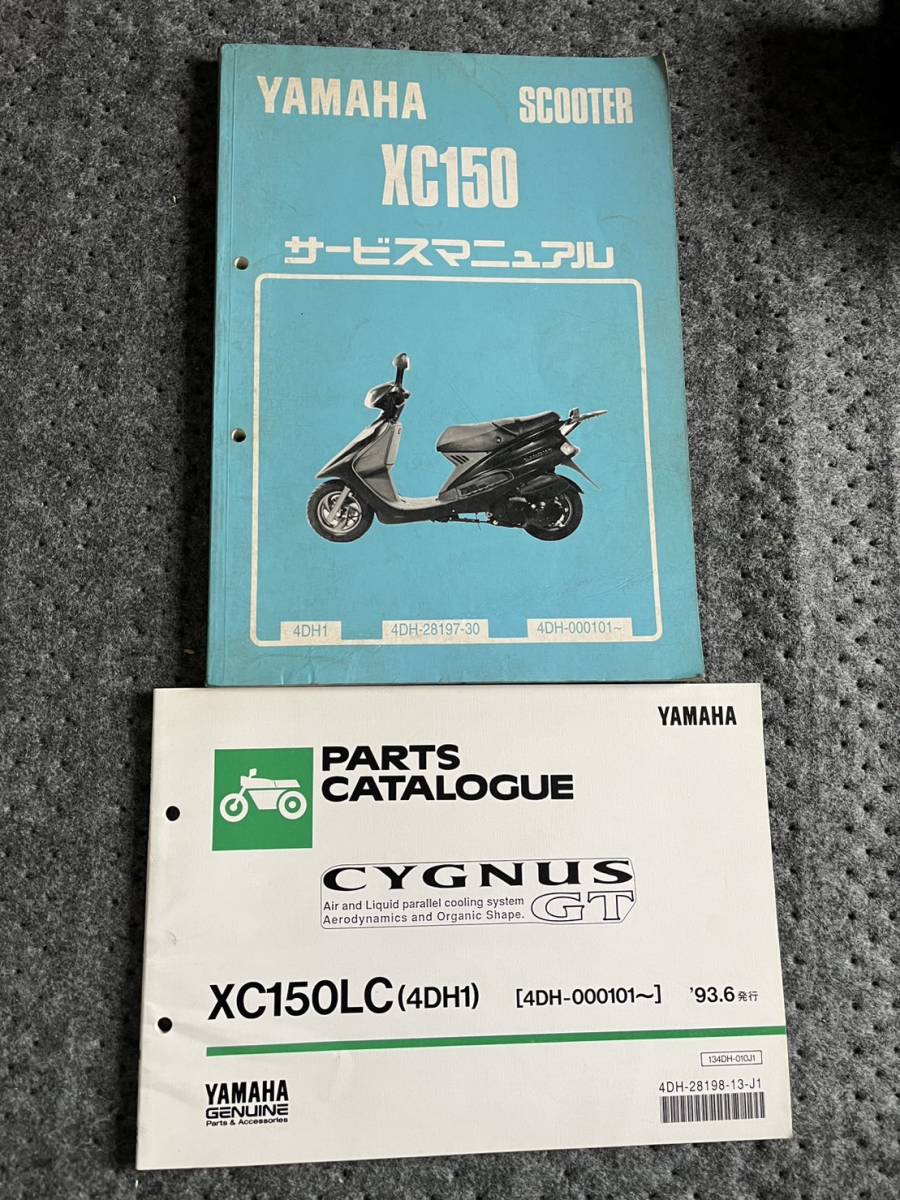 YAMAHA SCOOTER
XC150
サービスマニュアル
CYGNUS
4DH1 4DH-28197-30 4DH-000101~
YAMAHA
PARTS
CATALOGUE
CYGNUS
GT
Air and Liquid parallel cooling system
Aerodynamics and Organic Shape.
XC150LC (4DH1) [4DH-000101~] '93.6発行
134DH-010J1
4DH-28198-13-J1
YAMAHA
GENUINE
Parts & Accessories